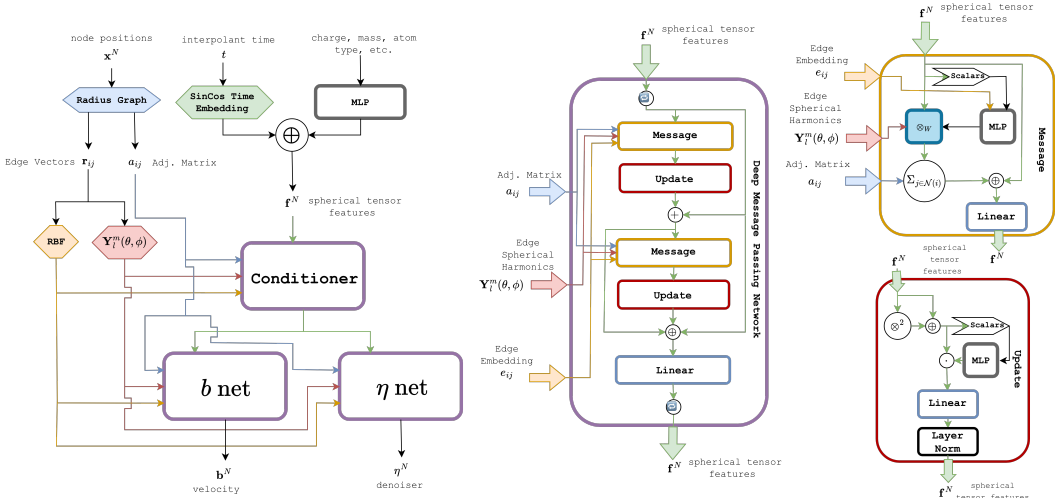 node positions
x^N
interpolant time
t
charge, mass, atom
type, etc.
Radius Graph
SinCos Time
Embedding
MLP
⊕
Edge Vectors r_ij
a_ij Adj. Matrix
f^N spherical tensor
features
RBF
Y_l^m(θ, ϕ)
Conditioner
b net
η net
b^N
velocity
η^N
denoiser
f^N spherical tensor
features
Message
Update
+
Adj. Matrix
a_ij
Message
Edge
Spherical
Harmonics
Y_l^m(θ, ϕ)
Update
⊕
Edge
Embedding
e_ij
Linear
Deep Message Passing Network
f^N spherical tensor
features
f^N spherical tensor
features
Edge
Embedding
e_ij
Scalars
Edge
Spherical
Harmonics
Y_l^m(θ, ϕ)
⊗_W
MLP
Adj. Matrix
a_ij
Σ_j∈N(i)
⊕
Linear
Message
f^N
spherical
tensor
features
f^N
⊗^2
⊕
Scalars
·
MLP
Update
Linear
Layer
Norm
f^N spherical
tensor features